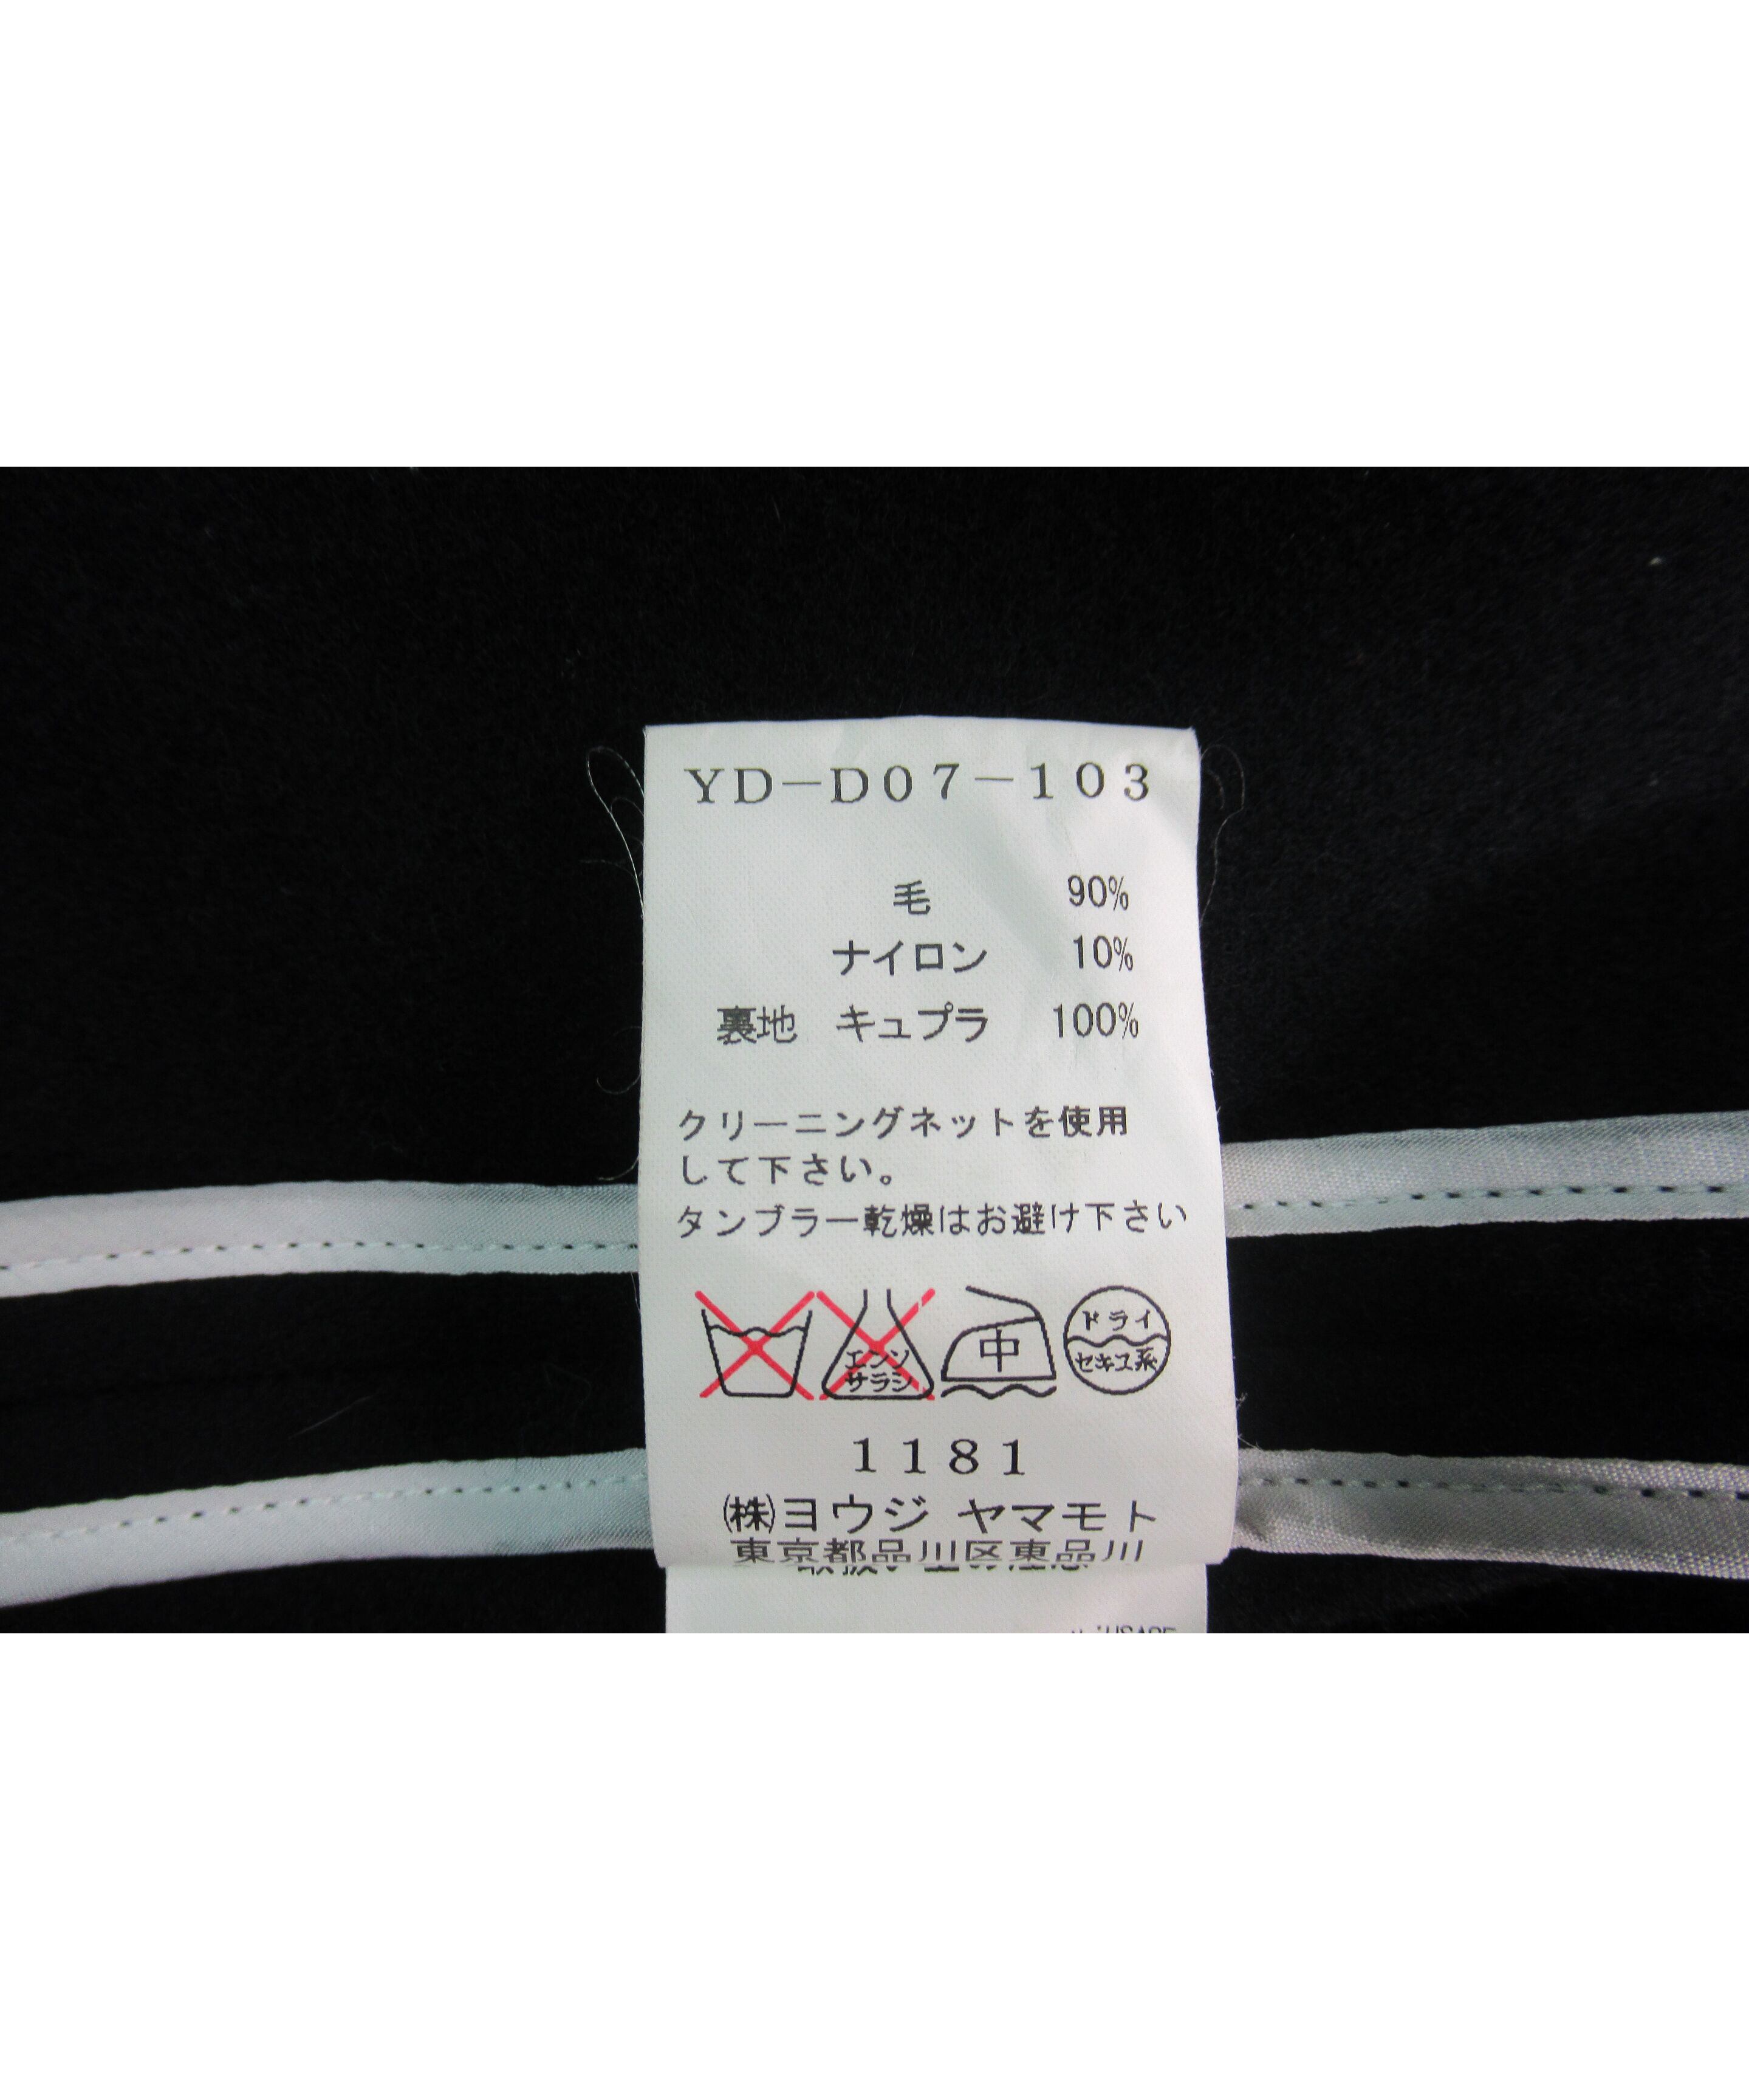 YD-D07-103
毛 90%
ナイロン 10%
裏地 キュプラ 100%
クリーニングネットを使用
して下さい。
タンブラー乾燥はお避け下さい
エンソ
サラシ
中
ドライ
セキユ系
1181
㈱ヨウジ ヤマモト
東京都品川区東品川